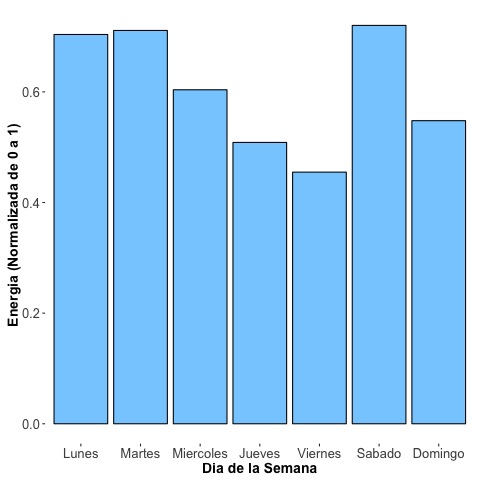 Energia (Normalizada de 0 a 1)
0.6
0.4
0.2
0.0
Lunes Martes Miercoles Jueves Viernes Sabado Domingo
Dia de la Semana